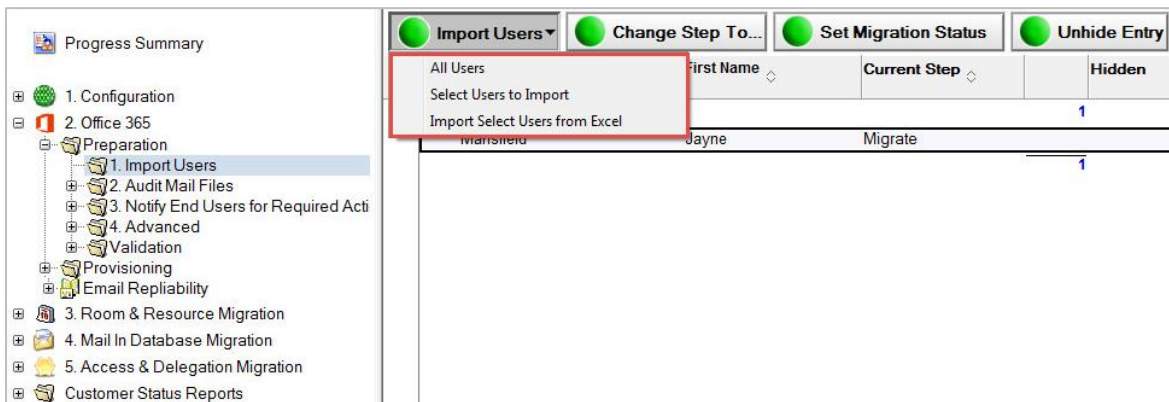 Progress Summary
1. Configuration
2. Office 365
Preparation
1. Import Users
2. Audit Mail Files
3. Notify End Users for Required Acti
4. Advanced
Validation
Provisioning
Email Repliability
3. Room & Resource Migration
4. Mail In Database Migration
5. Access & Delegation Migration
Customer Status Reports
Import Users Change Step To... Set Migration Status Unhide Entry
All Users
Select Users to Import
Import Select Users from Excel
First Name Current Step Hidden
1
Mansfield Jayne Migrate
1